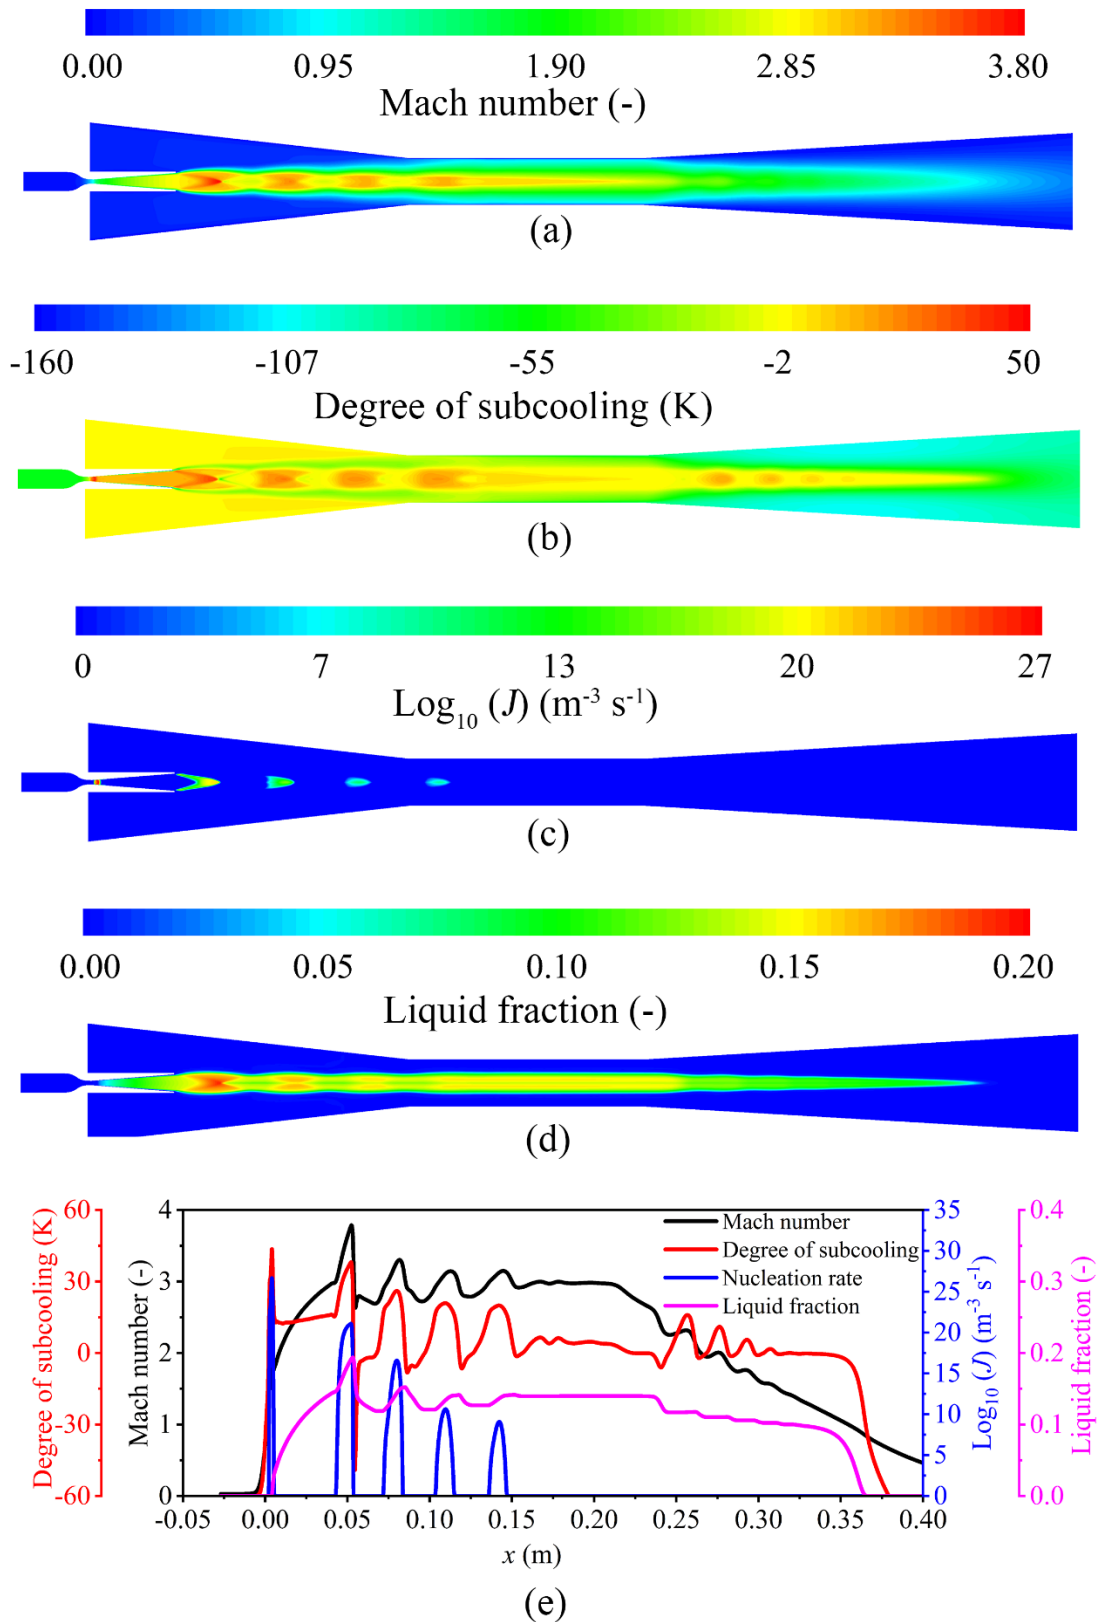 0.00 0.95 1.90 2.85 3.80
Mach number (-)
(a)
-160 -107 -55 -2 50
Degree of subcooling (K)
(b)
0 7 13 20 27
Log10 (J) (m-3 s-1)
(c)
0.00 0.05 0.10 0.15 0.20
Liquid fraction (-)
(d)
Degree of subcooling (K)
60
30
0
-30
-60
Mach number (-)
4
3
2
1
0
Mach number
Degree of subcooling
Nucleation rate
Liquid fraction
35
30
25
20
15
10
5
0
Log10 (J) (m-3 s-1)
0.4
0.3
0.2
0.1
0.0
Liquid fraction (-)
-0.05 0.00 0.05 0.10 0.15 0.20 0.25 0.30 0.35 0.40
x (m)
(e)